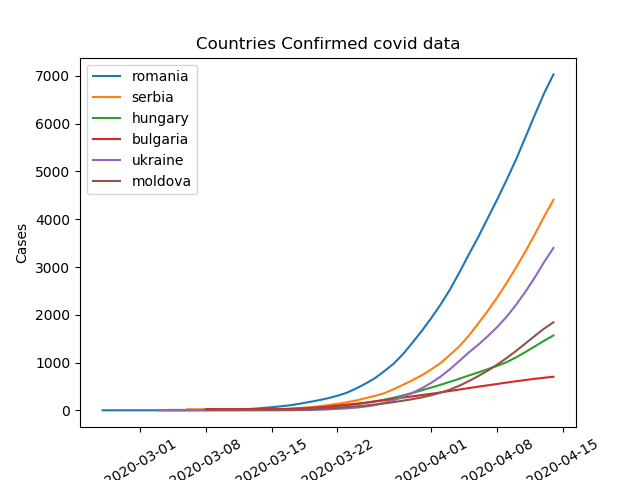 Countries Confirmed covid data
romania
serbia
hungary
bulgaria
ukraine
moldova
7000
6000
5000
4000
3000
2000
1000
0
Cases
2020-03-01
2020-03-08
2020-03-15
2020-03-22
2020-04-01
2020-04-08
2020-04-15